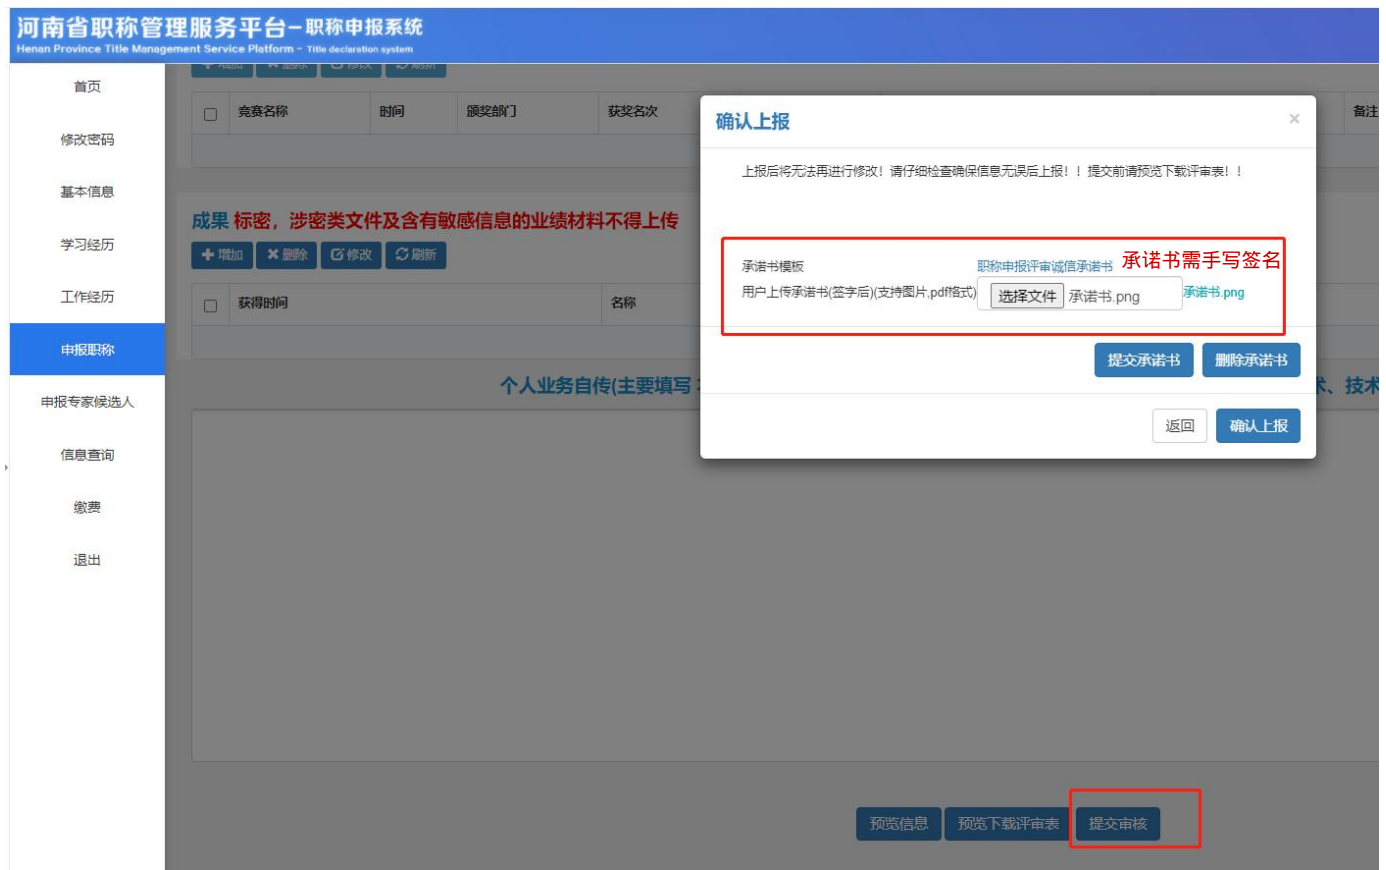 河南省职称管理服务平台-职称申报系统
Henan Province Title Management Service Platform - Title declaration system
首页
修改密码
基本信息
学习经历
工作经历
申报职称
申报专家候选人
信息查询
缴费
退出
增加 删除 修改 刷新
竞赛名称 时间 颁奖部门 获奖名次 备注
成果 标密，涉密类文件及含有敏感信息的业绩材料不得上传
增加 删除 修改 刷新
获得时间 名称
个人业务自传(主要填写
术、技术
确认上报 ×
上报后将无法再进行修改！请仔细检查确保信息无误后上报！！提交前请预览下载评审表！！
承诺书模板 职称申报评审诚信承诺书 承诺书需手写签名
用户上传承诺书(签字后)(支持图片,pdf格式) 选择文件 承诺书.png 承诺书.png
提交承诺书 删除承诺书
返回 确认上报
预览信息 预览下载评审表 提交审核